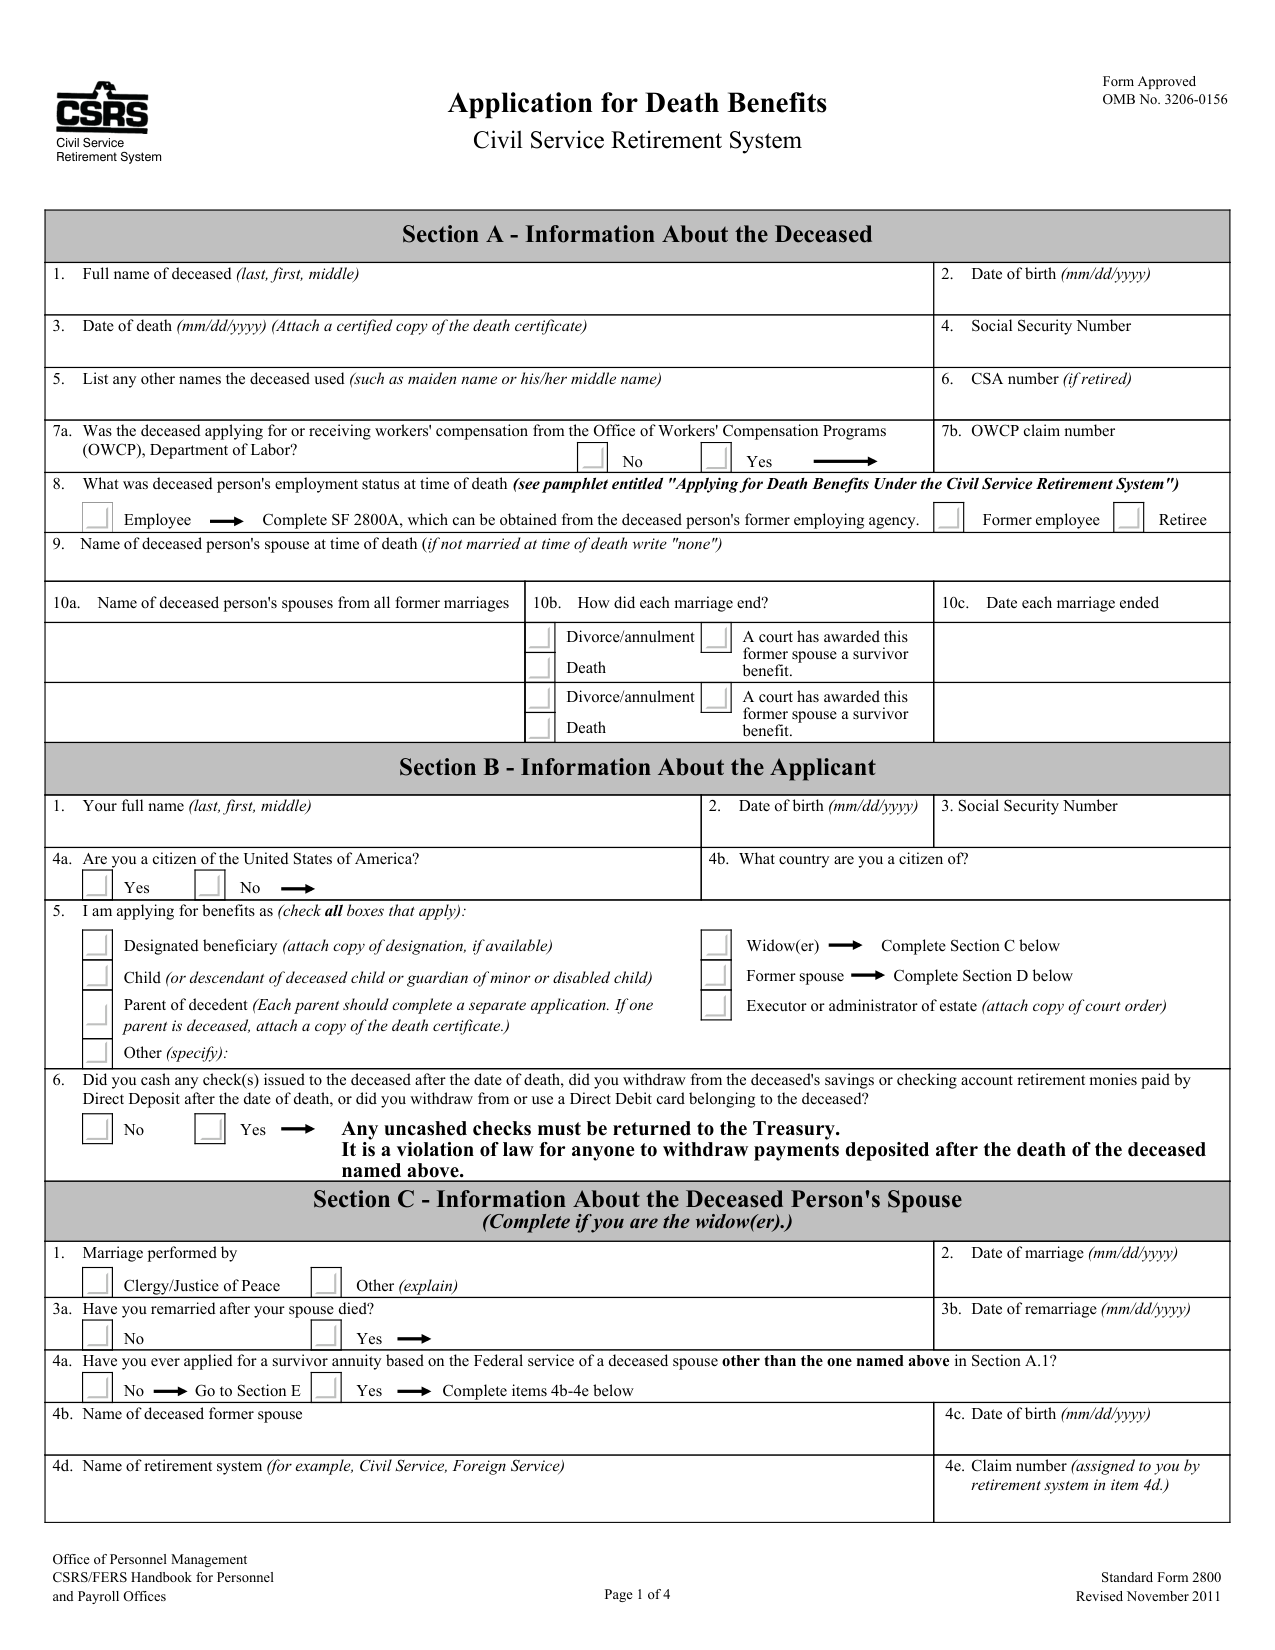 Form Approved
OMB No. 3206-0156
CSRS
Civil Service
Retirement System
Application for Death Benefits
Civil Service Retirement System
Section A - Information About the Deceased
1. Full name of deceased (last, first, middle)
2. Date of birth (mm/dd/yyyy)
3. Date of death (mm/dd/yyyy) (Attach a certified copy of the death certificate)
4. Social Security Number
5. List any other names the deceased used (such as maiden name or his/her middle name)
6. CSA number (if retired)
7a. Was the deceased applying for or receiving workers' compensation from the Office of Workers' Compensation Programs
(OWCP), Department of Labor?
No Yes
7b. OWCP claim number
8. What was deceased person's employment status at time of death (see pamphlet entitled "Applying for Death Benefits Under the Civil Service Retirement System")
Employee Complete SF 2800A, which can be obtained from the deceased person's former employing agency. Former employee Retiree
9. Name of deceased person's spouse at time of death (if not married at time of death write "none")
10a. Name of deceased person's spouses from all former marriages
10b. How did each marriage end?
10c. Date each marriage ended
Divorce/annulment
Death
A court has awarded this
former spouse a survivor
benefit.
Divorce/annulment
Death
A court has awarded this
former spouse a survivor
benefit.
Section B - Information About the Applicant
1. Your full name (last, first, middle)
2. Date of birth (mm/dd/yyyy)
3. Social Security Number
4a. Are you a citizen of the United States of America?
Yes No
4b. What country are you a citizen of?
5. I am applying for benefits as (check all boxes that apply):
Designated beneficiary (attach copy of designation, if available)
Child (or descendant of deceased child or guardian of minor or disabled child)
Parent of decedent (Each parent should complete a separate application. If one
parent is deceased, attach a copy of the death certificate.)
Other (specify):
Widow(er) Complete Section C below
Former spouse Complete Section D below
Executor or administrator of estate (attach copy of court order)
6. Did you cash any check(s) issued to the deceased after the date of death, did you withdraw from the deceased's savings or checking account retirement monies paid by
Direct Deposit after the date of death, or did you withdraw from or use a Direct Debit card belonging to the deceased?
No Yes Any uncashed checks must be returned to the Treasury.
It is a violation of law for anyone to withdraw payments deposited after the death of the deceased
named above.
Section C - Information About the Deceased Person's Spouse
(Complete if you are the widow(er).)
1. Marriage performed by
Clergy/Justice of Peace Other (explain)
2. Date of marriage (mm/dd/yyyy)
3a. Have you remarried after your spouse died?
No Yes
3b. Date of remarriage (mm/dd/yyyy)
4a. Have you ever applied for a survivor annuity based on the Federal service of a deceased spouse other than the one named above in Section A.1?
No Go to Section E Yes Complete items 4b-4e below
4b. Name of deceased former spouse
4c. Date of birth (mm/dd/yyyy)
4d. Name of retirement system (for example, Civil Service, Foreign Service)
4e. Claim number (assigned to you by
retirement system in item 4d.)
Office of Personnel Management
CSRS/FERS Handbook for Personnel
and Payroll Offices
Page 1 of 4
Standard Form 2800
Revised November 2011